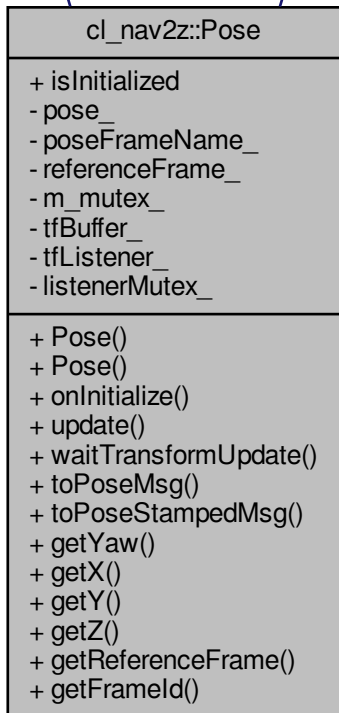 cl_nav2z::Pose
+ isInitialized
- pose_
- poseFrameName_
- referenceFrame_
- m_mutex_
- tfBuffer_
- tfListener_
- listenerMutex_
+ Pose()
+ Pose()
+ onInitialize()
+ update()
+ waitTransformUpdate()
+ toPoseMsg()
+ toPoseStampedMsg()
+ getYaw()
+ getX()
+ getY()
+ getZ()
+ getReferenceFrame()
+ getFrameId()